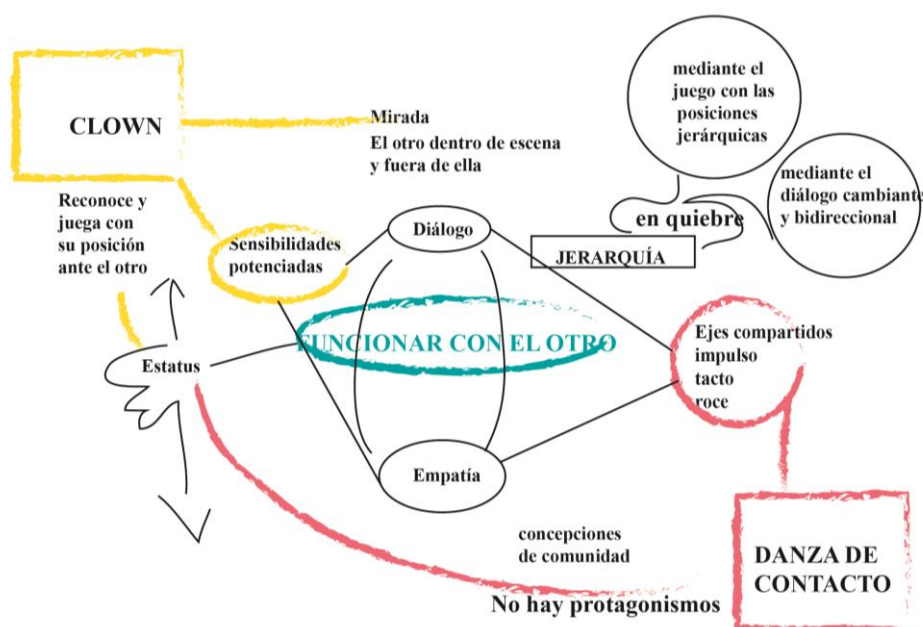 CLOWN
Mirada
El otro dentro de escena
y fuera de ella
mediante el
juego con las
posiciones
jerárquicas
mediante el
diálogo cambiante
y bidireccional
en quiebre
JERARQUÍA
Reconoce y
juega con
su posición
ante el otro
Sensibilidades
potenciadas
Diálogo
FUNCIONAR CON EL OTRO
Estatus
Ejes compartidos
impulso
tacto
roce
Empatía
concepciones
de comunidad
No hay protagonismos
DANZA DE
CONTACTO